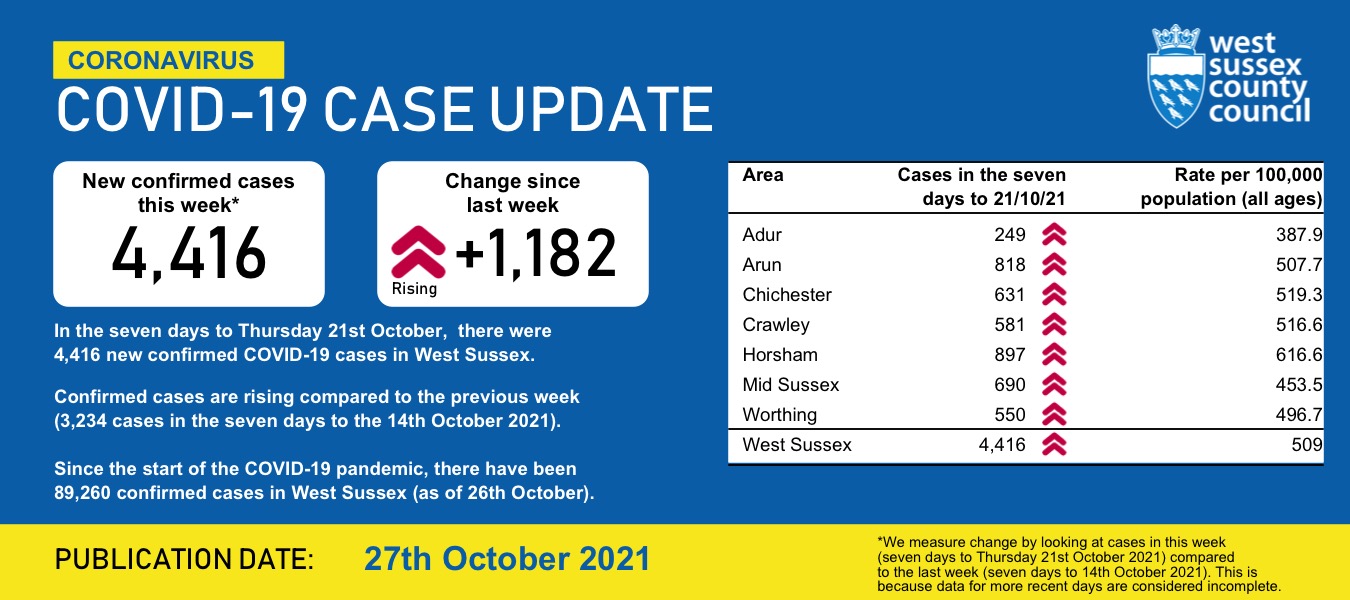 CORONAVIRUS
COVID-19 CASE UPDATE
west
sussex
county
council
New confirmed cases
this week*
4,416
Change since
last week
+1,182
Rising
In the seven days to Thursday 21st October, there were
4,416 new confirmed COVID-19 cases in West Sussex.
Confirmed cases are rising compared to the previous week
(3,234 cases in the seven days to the 14th October 2021).
Since the start of the COVID-19 pandemic, there have been
89,260 confirmed cases in West Sussex (as of 26th October).
Area Cases in the seven Rate per 100,000
days to 21/10/21 population (all ages)
Adur 249 387.9
Arun 818 507.7
Chichester 631 519.3
Crawley 581 516.6
Horsham 897 616.6
Mid Sussex 690 453.5
Worthing 550 496.7
West Sussex 4,416 509
PUBLICATION DATE: 27th October 2021
*We measure change by looking at cases in this week
(seven days to Thursday 21st October 2021) compared
to the last week (seven days to 14th October 2021). This is
because data for more recent days are considered incomplete.